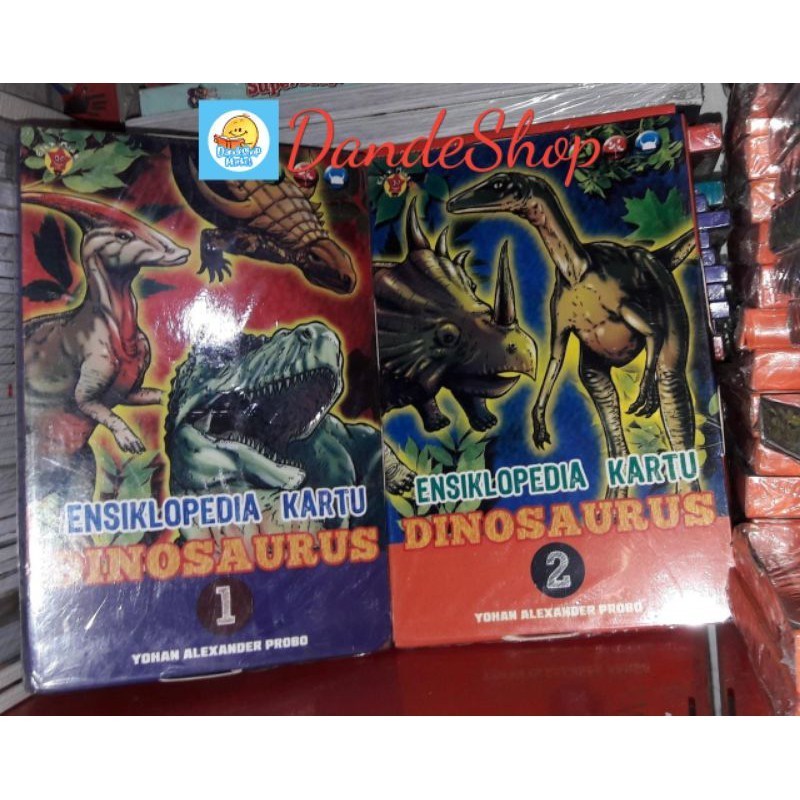 DandeShop
ENSIKLOPEDIA KARTU
DINOSAURUS
1
YOHAN ALEXANDER PROBO
ENSIKLOPEDIA KARTU
DINOSAURUS
2
YOHAN ALEXANDER PROBO